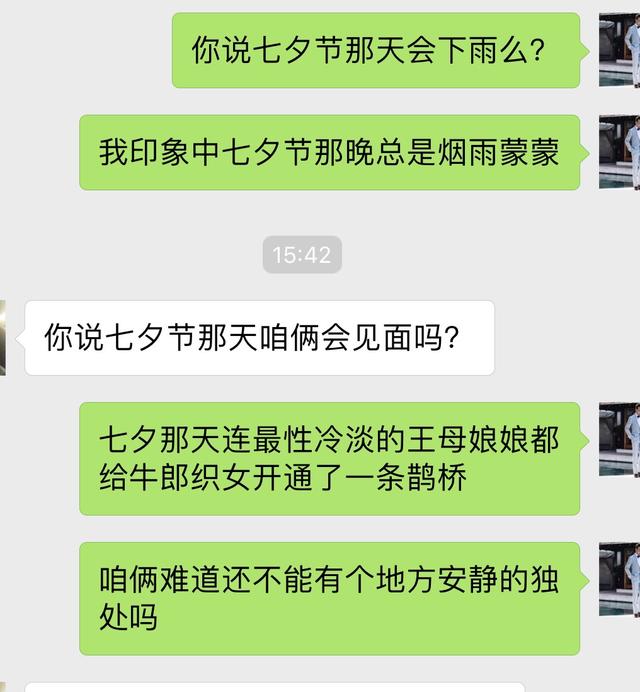 你说七夕节那天会下雨么？
我印象中七夕节那晚总是烟雨蒙蒙
15:42
你说七夕节那天咱俩会见面吗？
七夕那天连最性冷淡的王母娘娘都
给牛郎织女开通了一条鹊桥
咱俩难道还不能有个地方安静的独
处吗